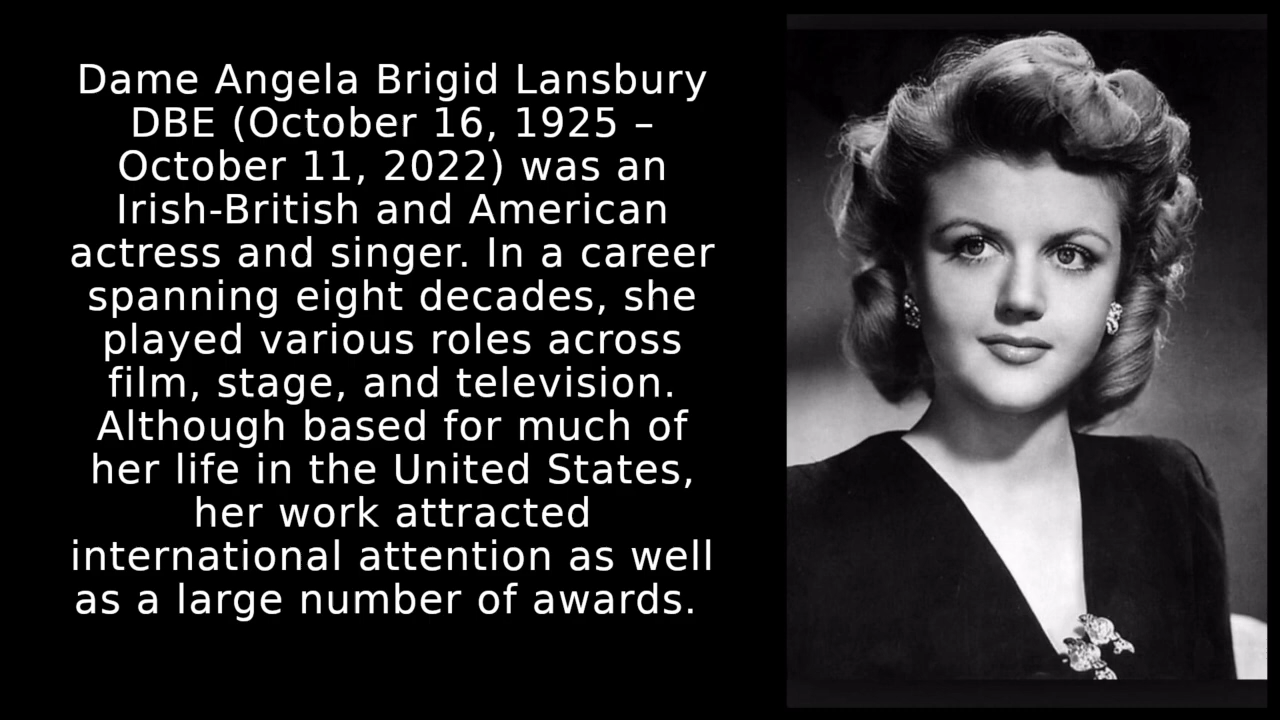 Dame Angela Brigid Lansbury
DBE (October 16, 1925 –
October 11, 2022) was an
Irish-British and American
actress and singer. In a career
spanning eight decades, she
played various roles across
film, stage, and television.
Although based for much of
her life in the United States,
her work attracted
international attention as well
as a large number of awards.